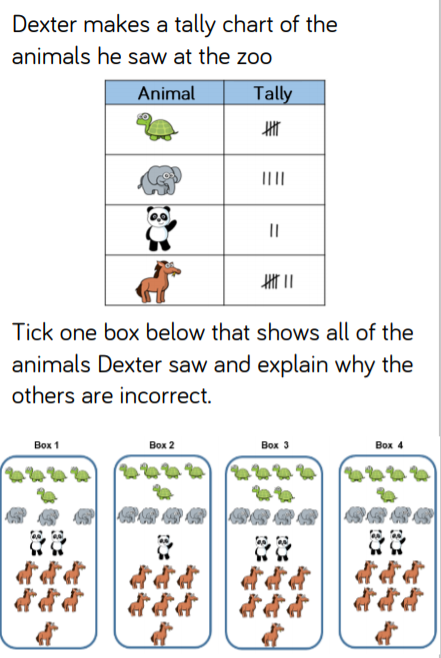 Dexter makes a tally chart of the
animals he saw at the zoo
Animal Tally
Tick one box below that shows all of the
animals Dexter saw and explain why the
others are incorrect.
Box 1 Box 2 Box 3 Box 4